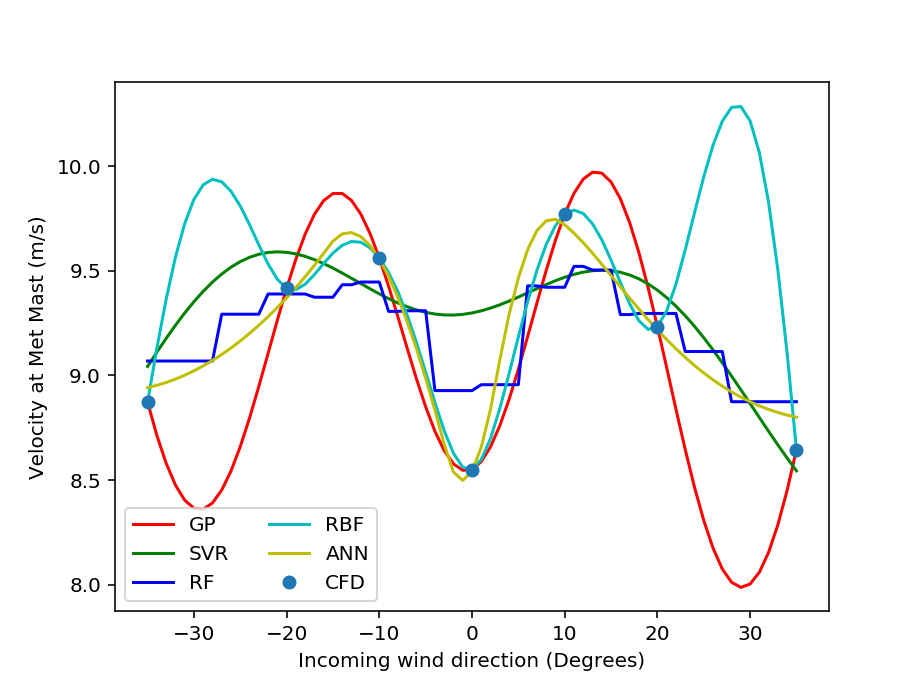 10.0
9.5
9.0
8.5
8.0
Velocity at Met Mast (m/s)
GP
SVR
RF
RBF
ANN
CFD
−30
−20
−10
0
10
20
30
Incoming wind direction (Degrees)